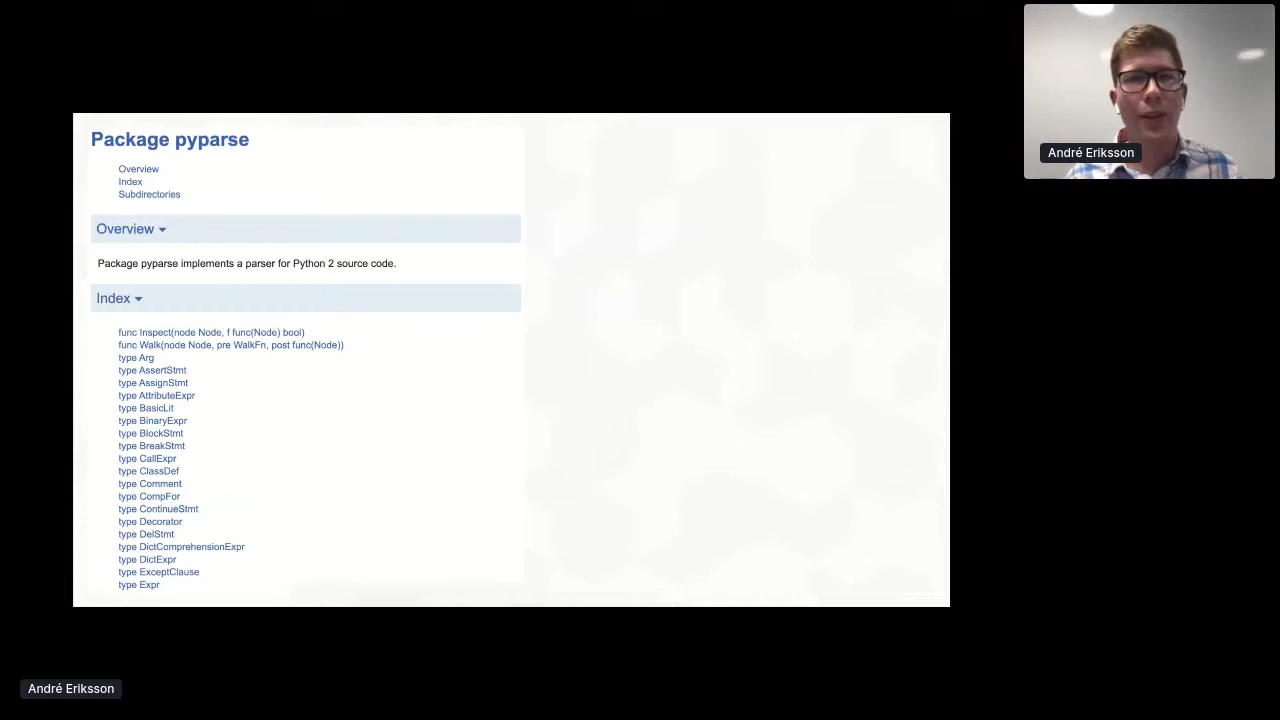 Package pyparse
Overview
Index
Subdirectories
Overview
Package pyparse implements a parser for Python 2 source code.
Index
func Inspect(node Node, f func(Node) bool)
func Walk(node Node, pre WalkFn, post func(Node))
type Arg
type AssertStmt
type AssignStmt
type AttributeExpr
type BasicLit
type BinaryExpr
type BlockStmt
type BreakStmt
type CallExpr
type ClassDef
type Comment
type CompFor
type ContinueStmt
type Decorator
type DelStmt
type DictComprehensionExpr
type DictExpr
type ExceptClause
type Expr
André Eriksson
André Eriksson